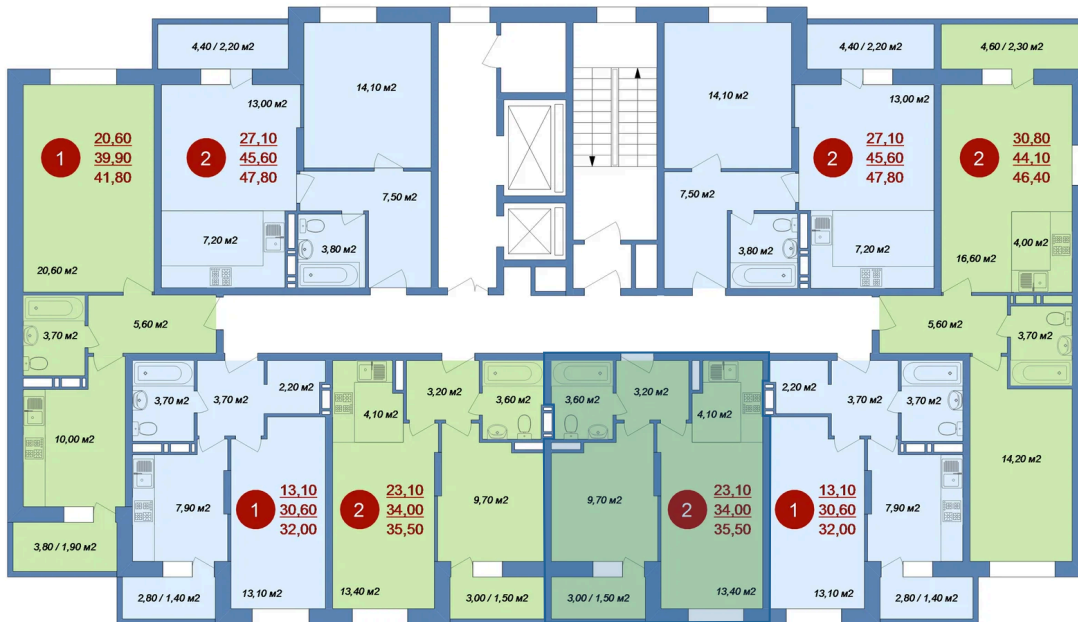 4,40 / 2,20 м2
14,10 м2
13,00 м2
2
27,10
45,60
47,80
7,50 м2
7,20 м2
3,80 м2
1
20,60
39,90
41,80
20,60 м2
3,70 м2
5,60 м2
10,00 м2
3,80 / 1,90 м2
14,10 м2
4,40 / 2,20 м2
13,00 м2
2
27,10
45,60
47,80
7,50 м2
3,80 м2
7,20 м2
4,60 / 2,30 м2
2
30,80
44,10
46,40
4,00 м2
16,60 м2
5,60 м2
3,70 м2
14,20 м2
3,70 м2
3,70 м2
2,20 м2
7,90 м2
1
13,10
30,60
32,00
2,80 / 1,40 м2
13,10 м2
4,10 м2
3,20 м2
3,60 м2
2
23,10
34,00
35,50
9,70 м2
13,40 м2
3,00 / 1,50 м2
3,60 м2
3,20 м2
4,10 м2
9,70 м2
2
23,10
34,00
35,50
3,00 / 1,50 м2
13,40 м2
2,20 м2
3,70 м2
3,70 м2
1
13,10
30,60
32,00
7,90 м2
13,10 м2
2,80 / 1,40 м2